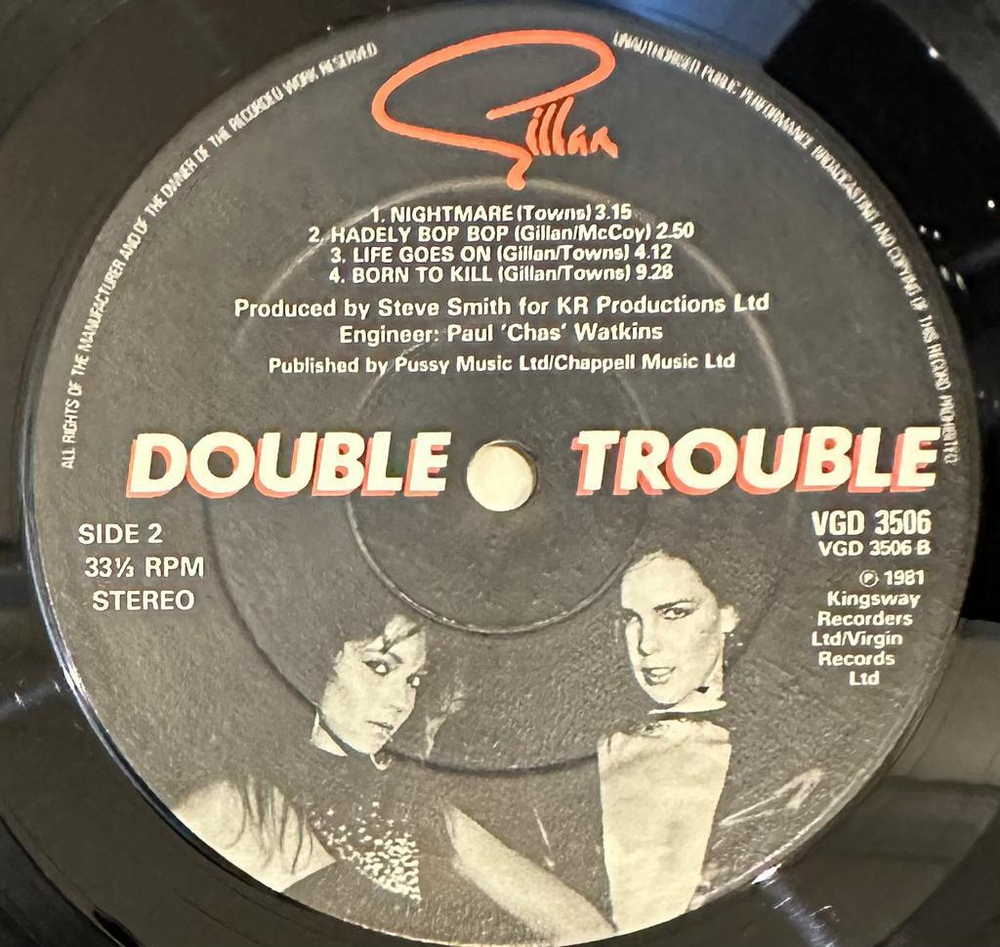 ALL RIGHTS OF THE MANUFACTURER AND OF THE OWNER OF THE RECORDED WORK RESERVED
UNAUTHORISED PUBLIC PERFORMANCE BROADCASTING AND COPYING OF THIS RECORD PROHIBITED
Gillan
1. NIGHTMARE (Towns) 3.15
2. HADELY BOP BOP (Gillan/McCoy) 2.50
3. LIFE GOES ON (Gillan/Towns) 4.12
4. BORN TO KILL (Gillan/Towns) 9.28
Produced by Steve Smith for KR Productions Ltd
Engineer: Paul 'Chas' Watkins
Published by Pussy Music Ltd/Chappell Music Ltd
DOUBLE TROUBLE
SIDE 2
33⅓ RPM
STEREO
VGD 3506
VGD 3506 B
℗ 1981
Kingsway
Recorders
Ltd/Virgin
Records
Ltd